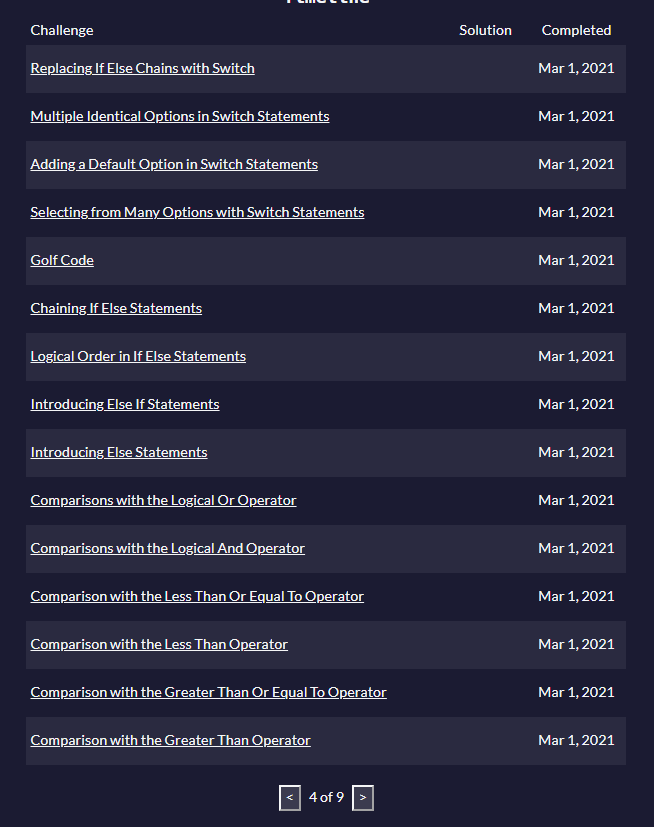 Timeline
Challenge Solution Completed
Replacing If Else Chains with Switch Mar 1, 2021
Multiple Identical Options in Switch Statements Mar 1, 2021
Adding a Default Option in Switch Statements Mar 1, 2021
Selecting from Many Options with Switch Statements Mar 1, 2021
Golf Code Mar 1, 2021
Chaining If Else Statements Mar 1, 2021
Logical Order in If Else Statements Mar 1, 2021
Introducing Else If Statements Mar 1, 2021
Introducing Else Statements Mar 1, 2021
Comparisons with the Logical Or Operator Mar 1, 2021
Comparisons with the Logical And Operator Mar 1, 2021
Comparison with the Less Than Or Equal To Operator Mar 1, 2021
Comparison with the Less Than Operator Mar 1, 2021
Comparison with the Greater Than Or Equal To Operator Mar 1, 2021
Comparison with the Greater Than Operator Mar 1, 2021
< 4 of 9 >